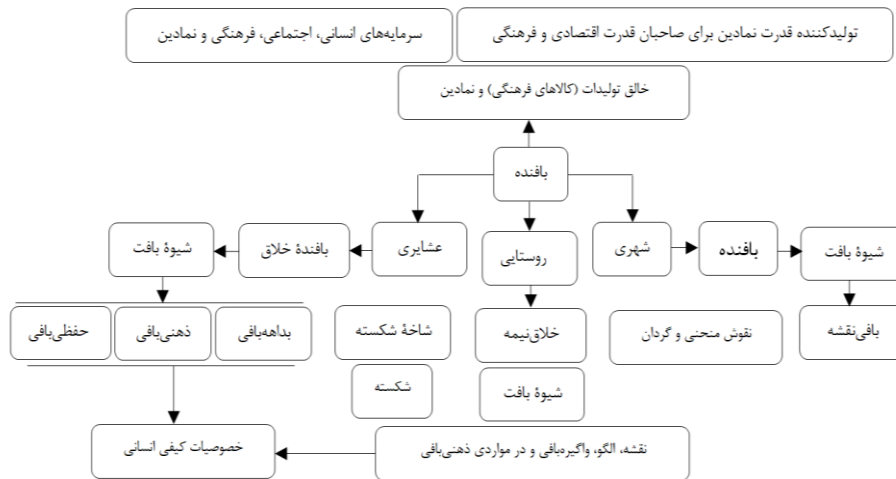 تولیدکننده قدرت نمادین برای صاحبان قدرت اقتصادی و فرهنگی
سرمایه‌های انسانی، اجتماعی، فرهنگی و نمادین
خالق تولیدات (کالاهای فرهنگی) و نمادین
بافنده
شیوۀ بافت
بافنده
شهری
روستایی
عشایری
بافندۀ خلاق
شیوۀ بافت
بافی‌نقشه
نقوش منحنی و گردان
خلاق‌نیمه
شاخۀ شکسته
بداهه‌بافی
ذهنی‌بافی
حفظی‌بافی
شیوۀ بافت
شکسته
نقشه، الگو، واگیره‌بافی و در مواردی ذهنی‌بافی
خصوصیات کیفی انسانی